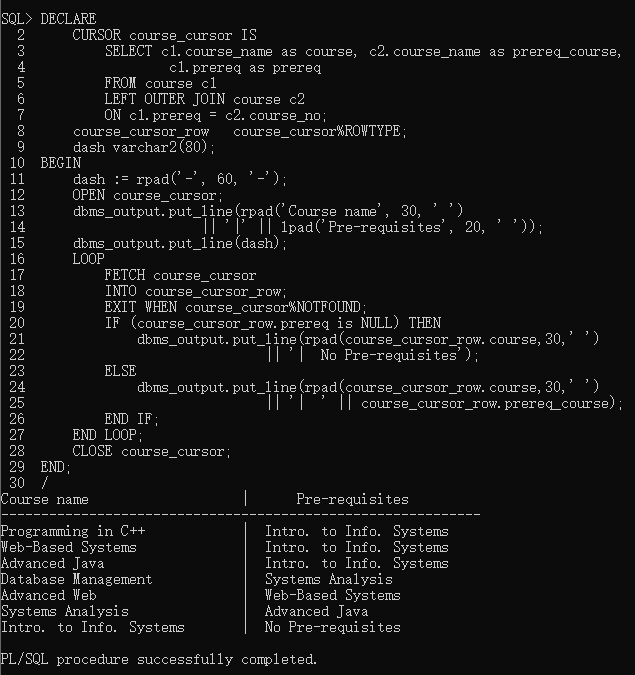 SQL> DECLARE
  2      CURSOR course_cursor IS
  3          SELECT c1.course_name as course, c2.course_name as prereq_course,
  4                  c1.prereq as prereq
  5          FROM course c1
  6          LEFT OUTER JOIN course c2
  7          ON c1.prereq = c2.course_no;
  8      course_cursor_row   course_cursor%ROWTYPE;
  9      dash varchar2(80);
 10  BEGIN
 11      dash := rpad('-', 60, '-');
 12      OPEN course_cursor;
 13      dbms_output.put_line(rpad('Course name', 30, ' ')
 14                      || '|' || lpad('Pre-requisites', 20, ' '));
 15      dbms_output.put_line(dash);
 16      LOOP
 17          FETCH course_cursor
 18          INTO course_cursor_row;
 19          EXIT WHEN course_cursor%NOTFOUND;
 20          IF (course_cursor_row.prereq is NULL) THEN
 21              dbms_output.put_line(rpad(course_cursor_row.course,30,' ')
 22                              || '|  No Pre-requisites');
 23          ELSE
 24              dbms_output.put_line(rpad(course_cursor_row.course,30,' ')
 25                              || '|  ' || course_cursor_row.prereq_course);
 26          END IF;
 27      END LOOP;
 28      CLOSE course_cursor;
 29  END;
 30  /
Course name                   |      Pre-requisites
------------------------------------------------------------
Programming in C++            |  Intro. to Info. Systems
Web-Based Systems             |  Intro. to Info. Systems
Advanced Java                 |  Intro. to Info. Systems
Database Management           |  Systems Analysis
Advanced Web                  |  Web-Based Systems
Systems Analysis              |  Advanced Java
Intro. to Info. Systems       |  No Pre-requisites

PL/SQL procedure successfully completed.